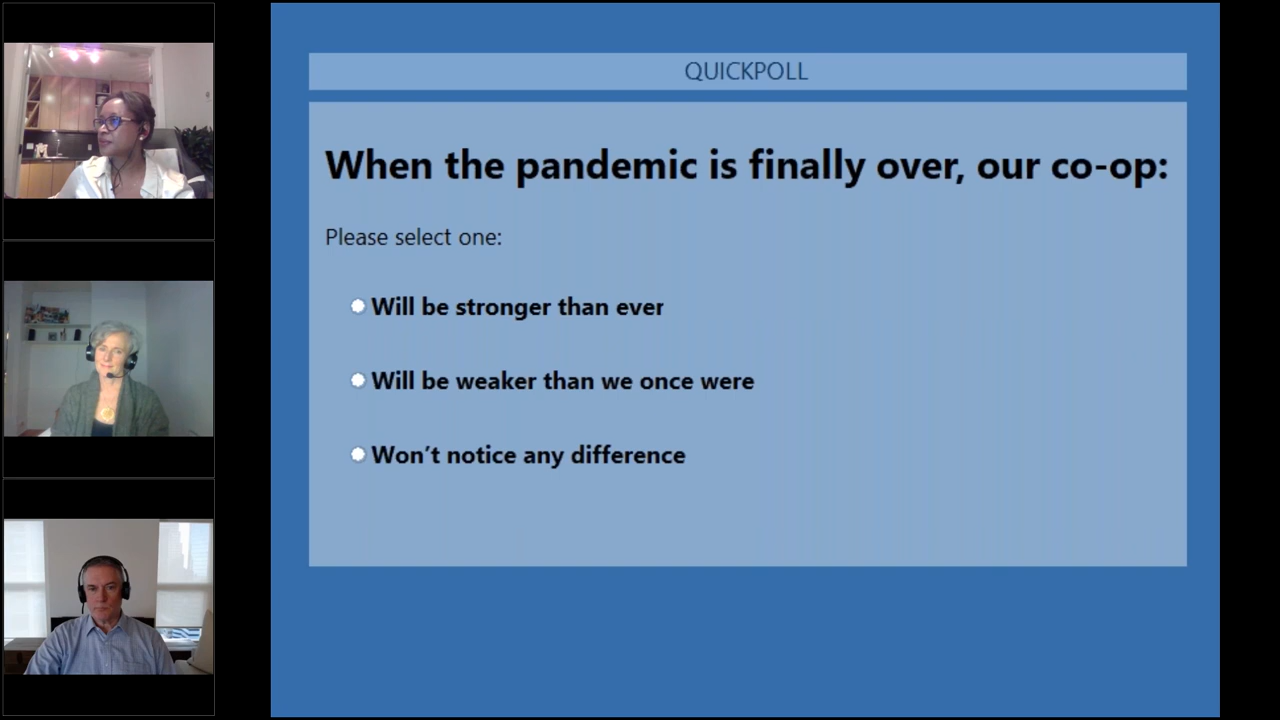 QUICKPOLL
When the pandemic is finally over, our co-op:
Please select one:
Will be stronger than ever
Will be weaker than we once were
Won’t notice any difference